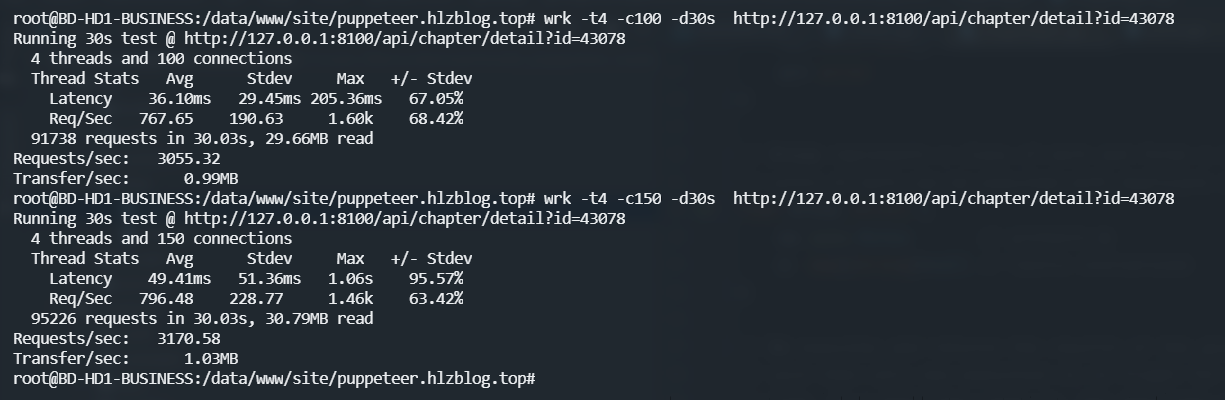 root@BD-HD1-BUSINESS:/data/www/site/puppeteer.hlzblog.top# wrk -t4 -c100 -d30s  http://127.0.0.1:8100/api/chapter/detail?id=43078
Running 30s test @ http://127.0.0.1:8100/api/chapter/detail?id=43078
  4 threads and 100 connections
  Thread Stats   Avg      Stdev     Max   +/- Stdev
    Latency    36.10ms   29.45ms 205.36ms   67.05%
    Req/Sec   767.65    190.63     1.60k    68.42%
  91738 requests in 30.03s, 29.66MB read
Requests/sec:   3055.32
Transfer/sec:      0.99MB
root@BD-HD1-BUSINESS:/data/www/site/puppeteer.hlzblog.top# wrk -t4 -c150 -d30s  http://127.0.0.1:8100/api/chapter/detail?id=43078
Running 30s test @ http://127.0.0.1:8100/api/chapter/detail?id=43078
  4 threads and 150 connections
  Thread Stats   Avg      Stdev     Max   +/- Stdev
    Latency    49.41ms   51.36ms   1.06s    95.57%
    Req/Sec   796.48    228.77     1.46k    63.42%
  95226 requests in 30.03s, 30.79MB read
Requests/sec:   3170.58
Transfer/sec:      1.03MB
root@BD-HD1-BUSINESS:/data/www/site/puppeteer.hlzblog.top#